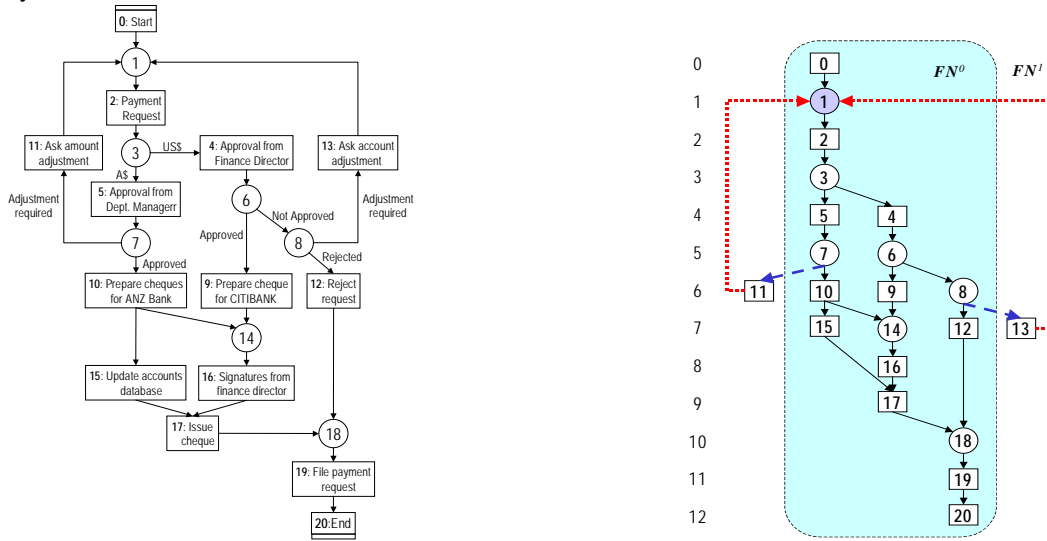 0: Start
1
2: Payment
Request
11: Ask amount
adjustment
3
US$
4: Approval from
Finance Director
13: Ask account
adjustment
A$
5: Approval from
Dept. Managerr
Adjustment
required
6
Adjustment
required
Not Approved
7
Approved
8
Approved
Rejected
10: Prepare cheques
for ANZ Bank
9: Prepare cheque
for CITIBANK
12: Reject
request
14
15: Update accounts
database
16: Signatures from
finance director
17: Issue
cheque
18
19: File payment
request
20:End
0
1
2
3
4
5
6
7
8
9
10
11
12
FN⁰
FN¹
0
1
2
3
5
4
7
6
11
10
9
8
15
14
12
13
16
17
18
19
20